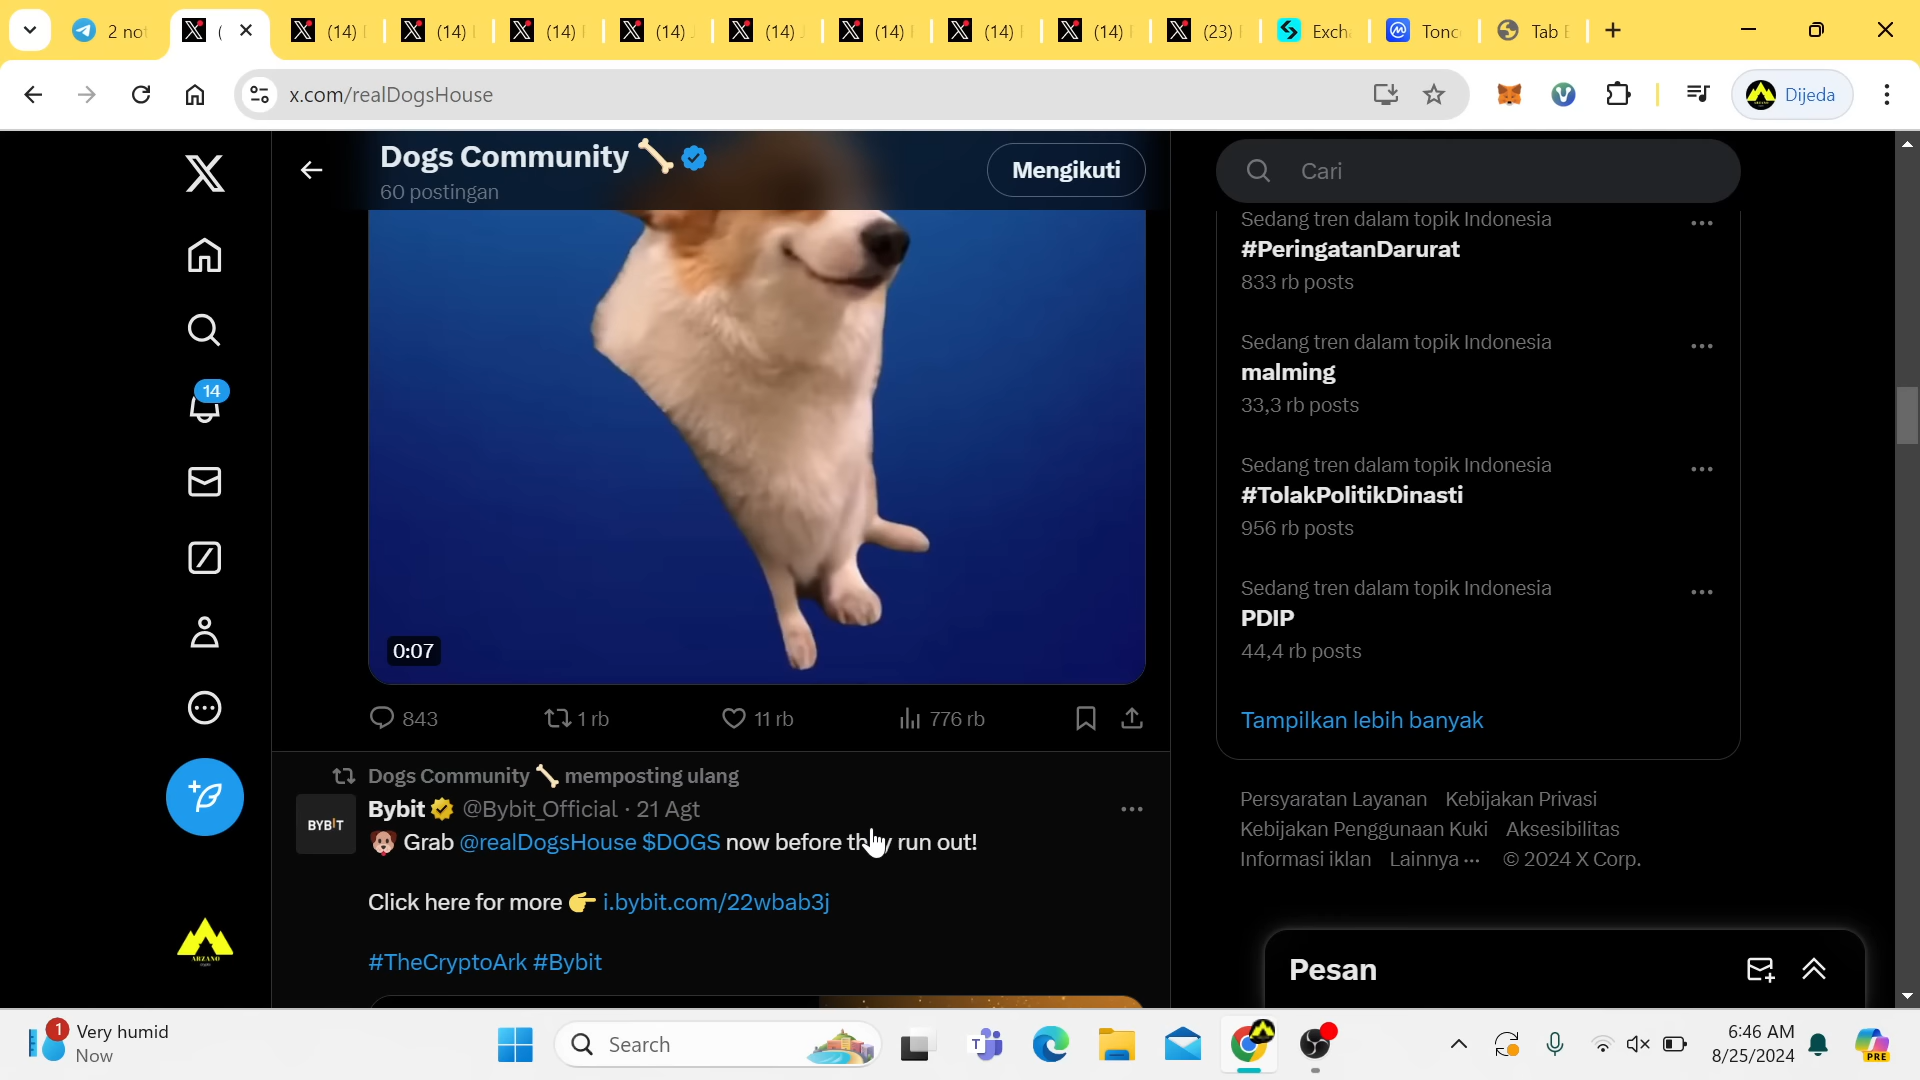 2 not
(
(14)
(14)
(14)
(14)
(14)
(14)
(14)
(14)
(23)
Exch
Tonc
Tab E
x.com/realDogsHouse
Dijeda
Dogs Community
60 postingan
Mengikuti
0:07
843
1 rb
11 rb
776 rb
Dogs Community memposting ulang
BYBIT
Bybit @Bybit_Official · 21 Agt
Grab @realDogsHouse $DOGS now before they run out!
Click here for more 👉 i.bybit.com/22wbab3j
#TheCryptoArk #Bybit
14
ARZANO
Cari
Sedang tren dalam topik Indonesia
#PeringatanDarurat
833 rb posts
Sedang tren dalam topik Indonesia
malming
33,3 rb posts
Sedang tren dalam topik Indonesia
#TolakPolitikDinasti
956 rb posts
Sedang tren dalam topik Indonesia
PDIP
44,4 rb posts
Tampilkan lebih banyak
Persyaratan Layanan Kebijakan Privasi
Kebijakan Penggunaan Kuki Aksesibilitas
Informasi iklan Lainnya ··· © 2024 X Corp.
Pesan
1
Very humid
Now
Search
6:46 AM
8/25/2024
PRE